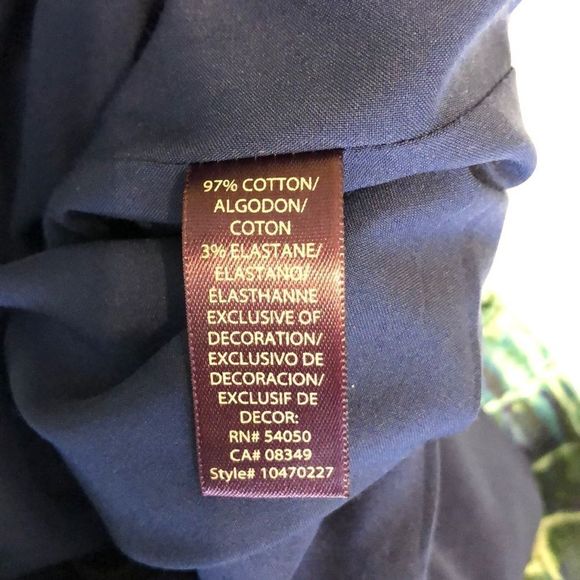 97% COTTON/
ALGODON/
COTON
3% ELASTANE/
ELASTANO/
ELASTHANNE
EXCLUSIVE OF
DECORATION/
EXCLUSIVO DE
DECORACION/
EXCLUSIF DE
DECOR:
RN# 54050
CA# 08349
Style# 10470227